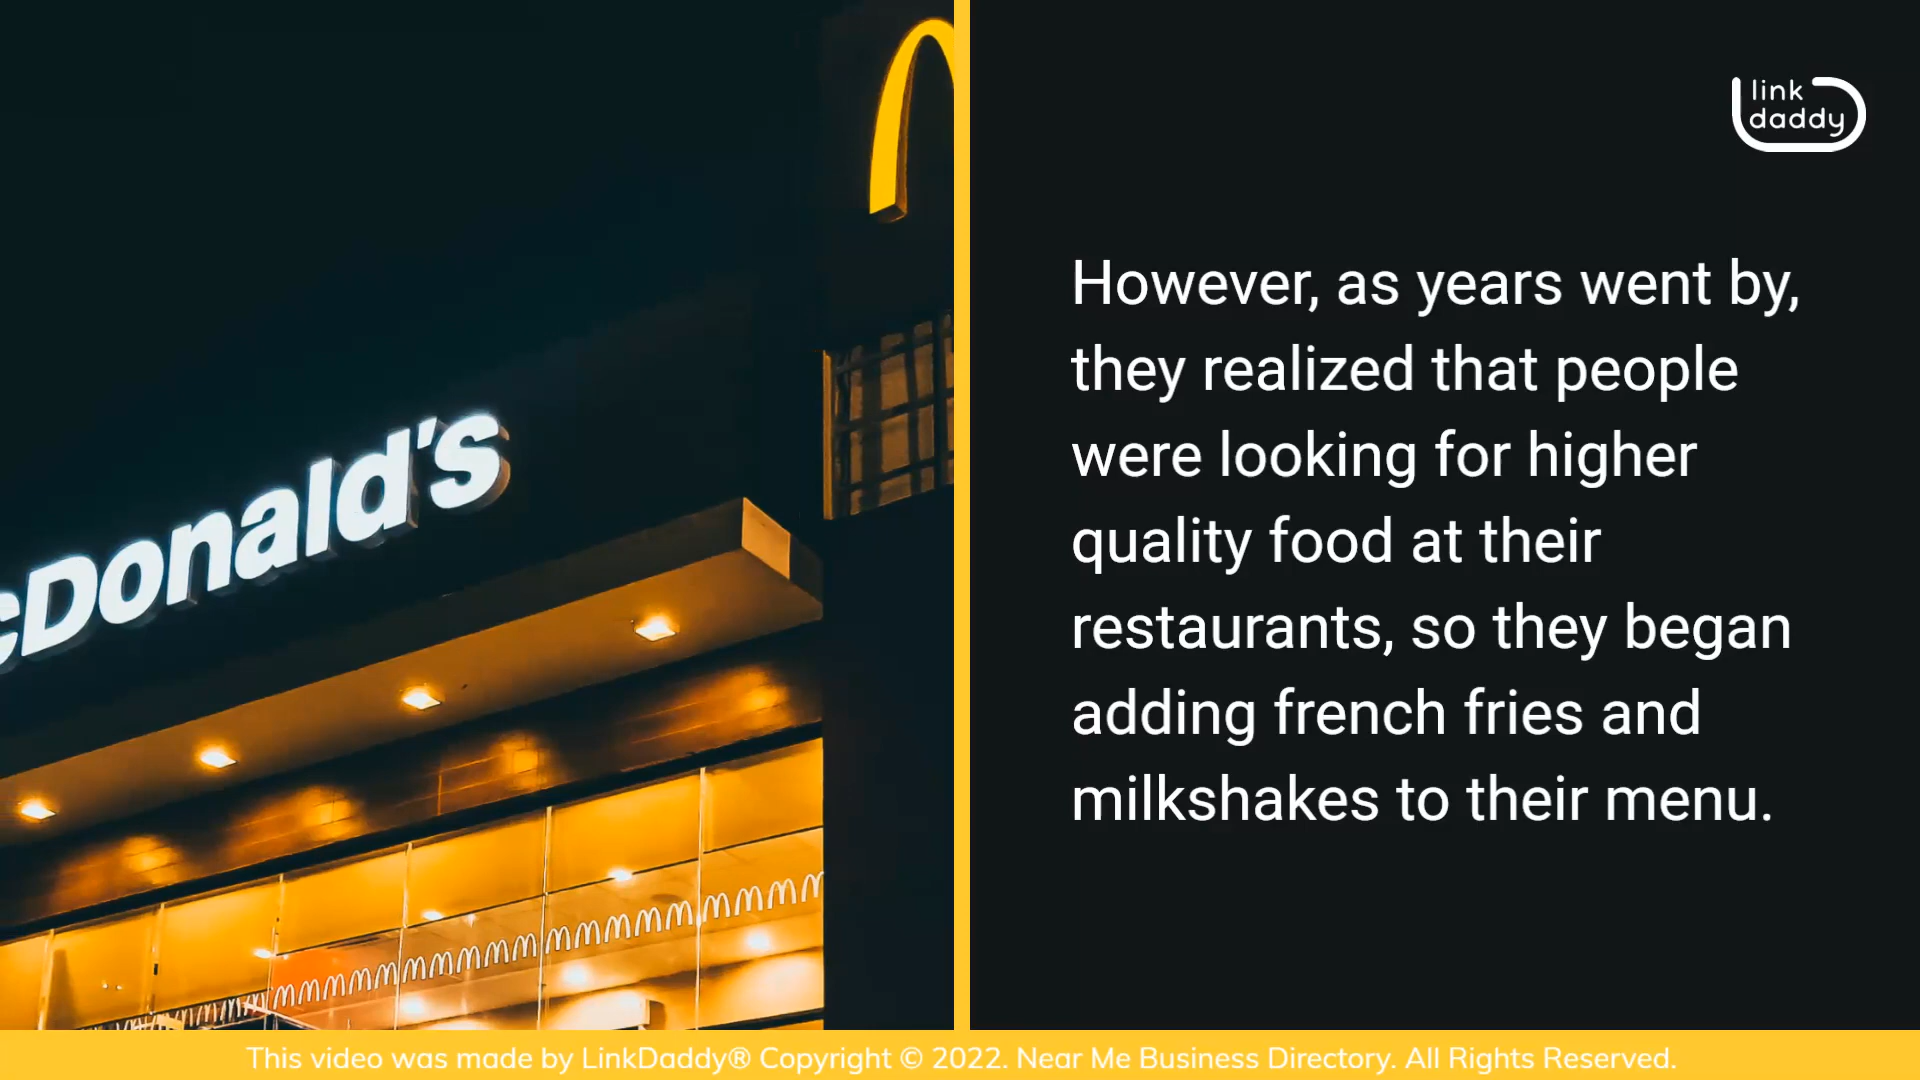 cDonald's
link
daddy
However, as years went by,
they realized that people
were looking for higher
quality food at their
restaurants, so they began
adding french fries and
milkshakes to their menu.
This video was made by LinkDaddy® Copyright © 2022. Near Me Business Directory. All Rights Reserved.